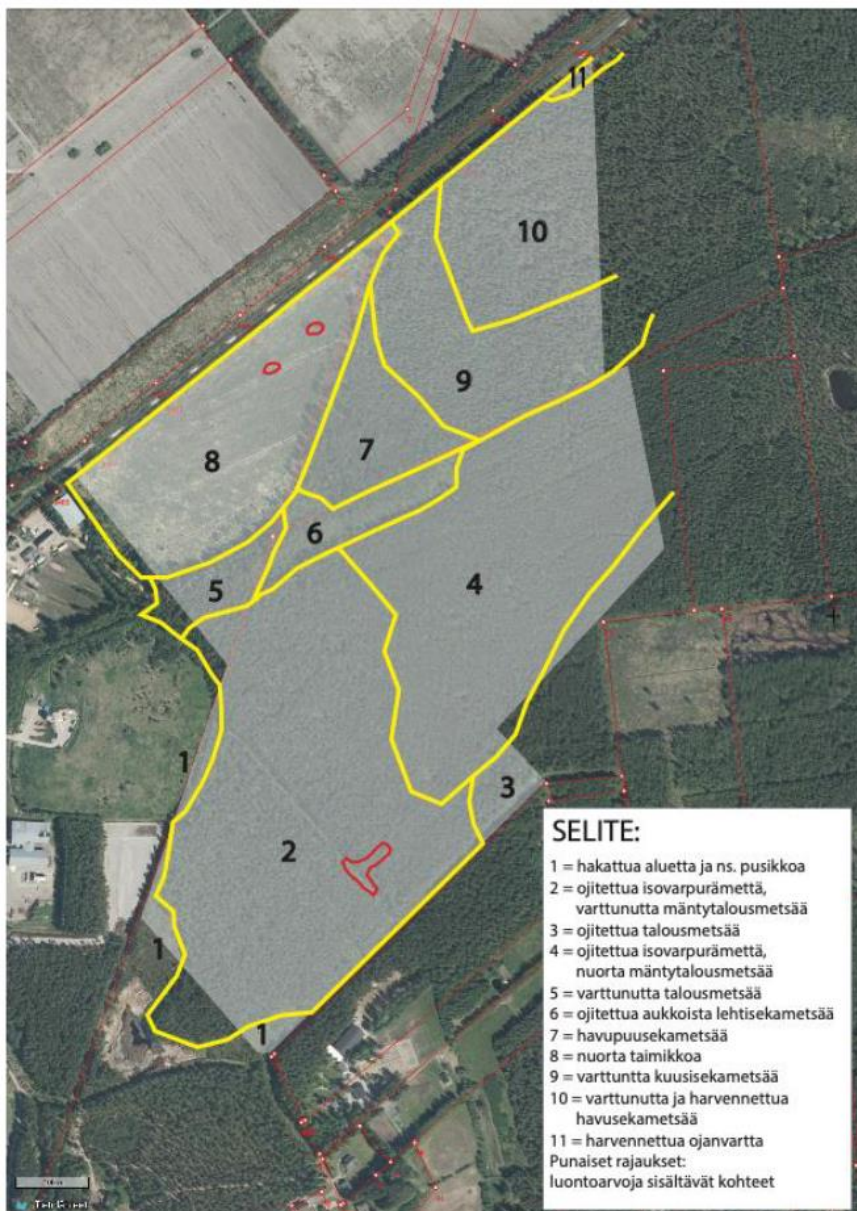 11
10
9
8
7
6
5
4
1
3
2
1
1
SELITE:
1 = hakattua aluetta ja ns. pusikkoa
2 = ojitettua isovarpurämettä,
varttunutta mäntytalousmetsää
3 = ojitettua talousmetsää
4 = ojitettua isovarpurämettä,
nuorta mäntytalousmetsää
5 = varttunutta talousmetsää
6 = ojitettua aukkoista lehtisekametsää
7 = havupuusekametsää
8 = nuorta taimikkoa
9 = varttuntta kuusisekametsää
10 = varttunutta ja harvennettua
havusekametsää
11 = harvennettua ojanvartta
Punaiset rajaukset:
luontoarvoja sisältävät kohteet